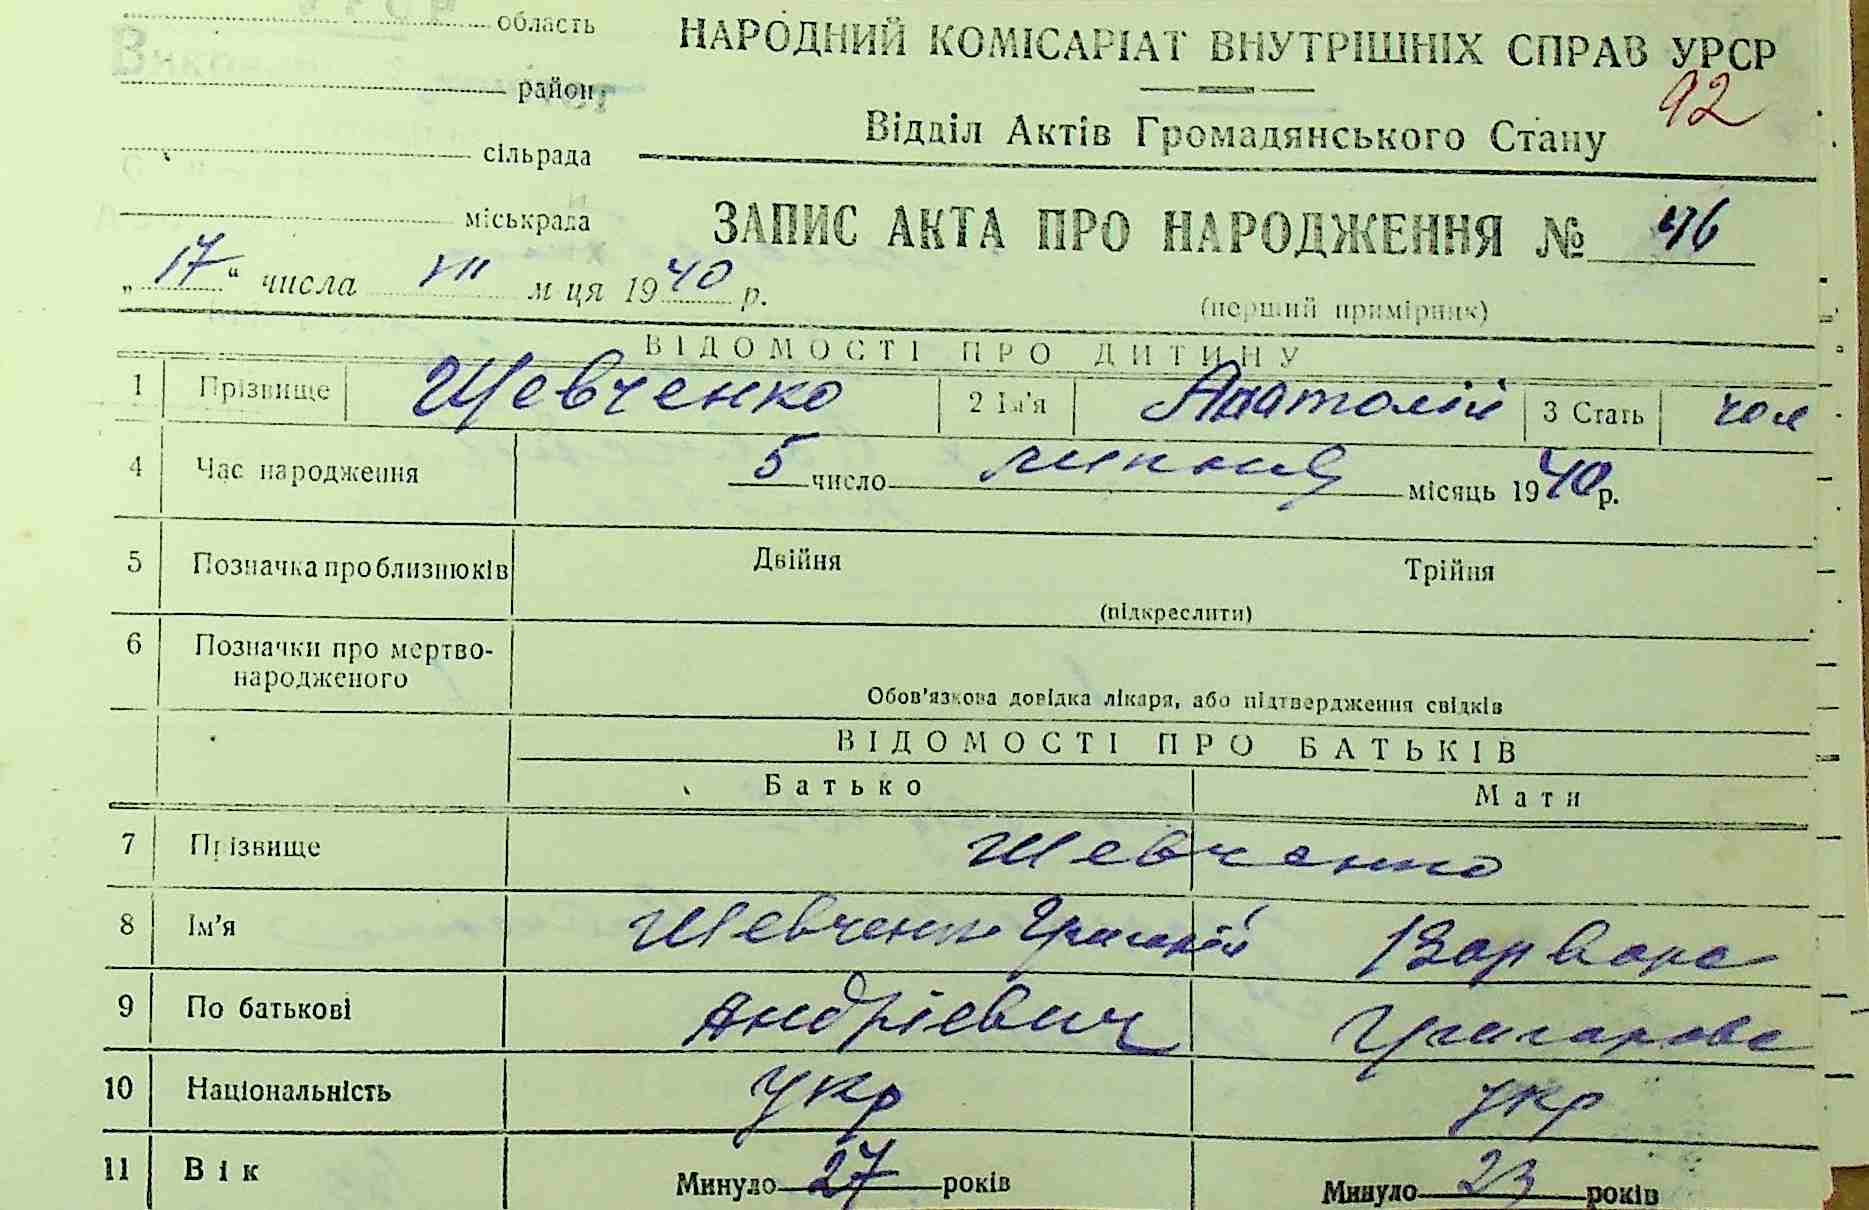 область
НАРОДНИЙ КОМІСАРІАТ ВНУТРІШНІХ СПРАВ УРСР
район
92
Відділ Актів Громадянського Стану
сільрада
міськрада
ЗАПИС АКТА ПРО НАРОДЖЕННЯ № 46
„17“ числа VII м ця 1940 р.
(перший примірник)
ВІДОМОСТІ ПРО ДИТИНУ
1 Прізвище Шевченко 2 Ім'я Анатолій 3 Стать чол
4 Час народження 5 число липня місяць 1940 р.
5 Позначка про близнюків Двійня Трійня
(підкреслити)
6 Позначки про мертво-
народженого
Обов'язкова довідка лікаря, або підтвердження свідків
ВІДОМОСТІ ПРО БАТЬКІВ
Батько Мати
7 Прізвище Шевченко
8 Ім'я Шевченко Григорій Варвара
9 По батькові Андрієвич Григорова
10 Національність укр укр
11 Вік Минуло 27 років Минуло 23 років